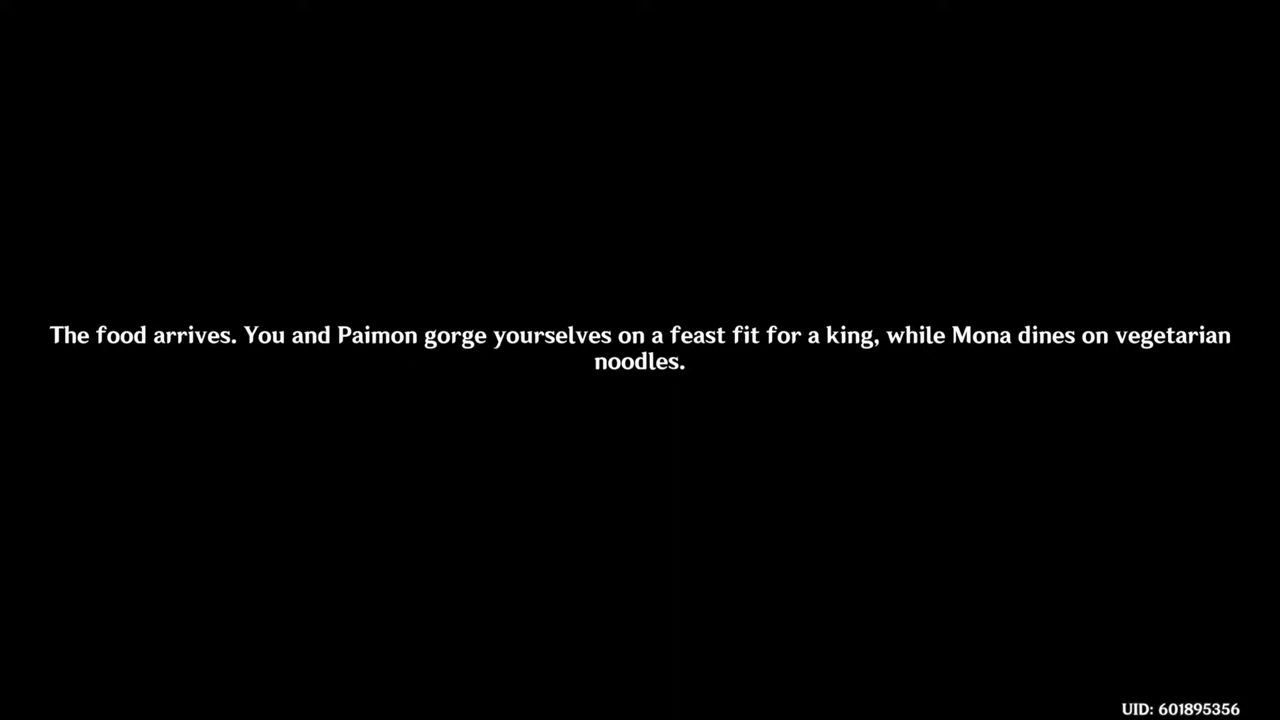 The food arrives. You and Paimon gorge yourselves on a feast fit for a king, while Mona dines on vegetarian
noodles.
UID: 601895356